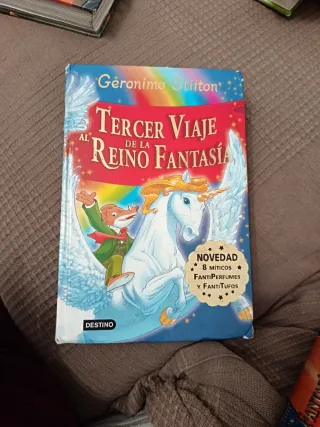 Geronimo Stilton
TERCER VIAJE
AL
DE LA
REINO FANTASÍA
NOVEDAD
8 MÍTICOS
FANTIPERFUMES
Y FANTITUFOS
DESTINO